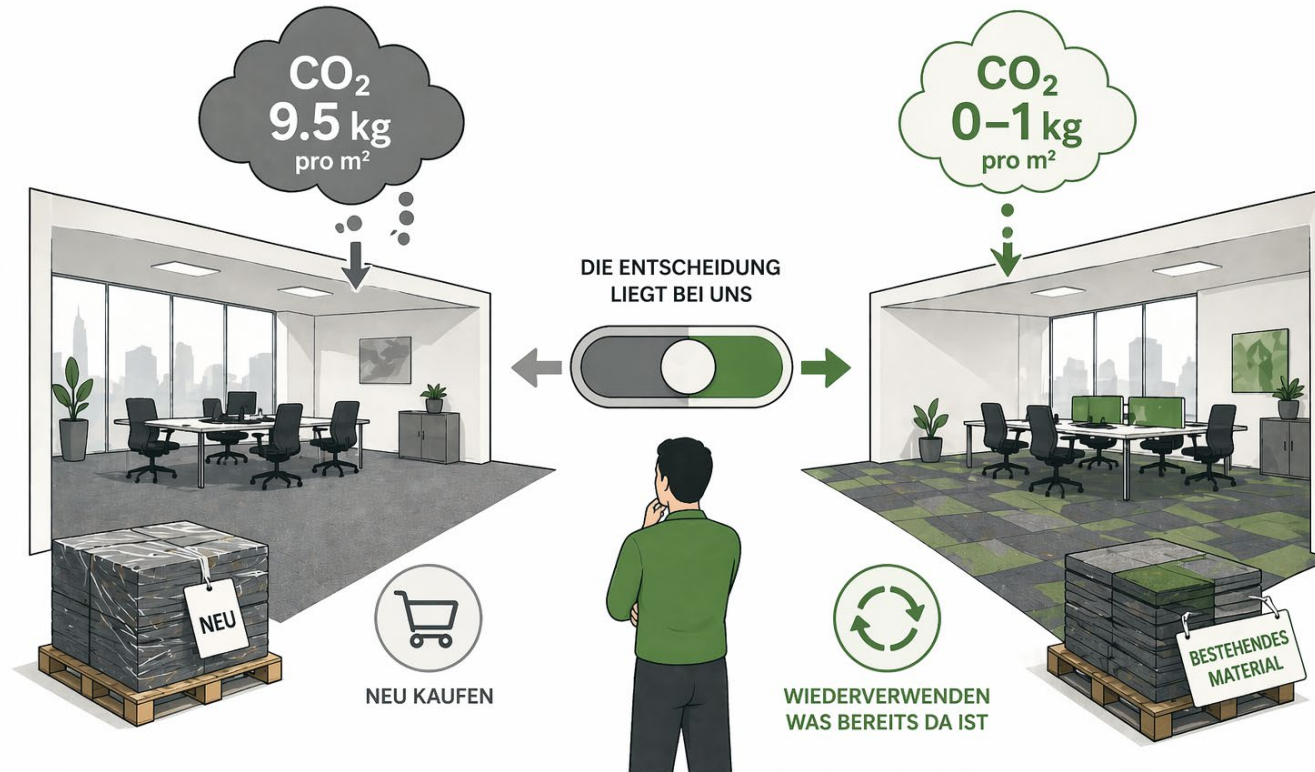 CO₂
9.5 kg
pro m²
CO₂
0–1 kg
pro m²
DIE ENTSCHEIDUNG
LIEGT BEI UNS
NEU
NEU KAUFEN
WIEDERVERWENDEN
WAS BEREITS DA IST
BESTEHENDES
MATERIAL